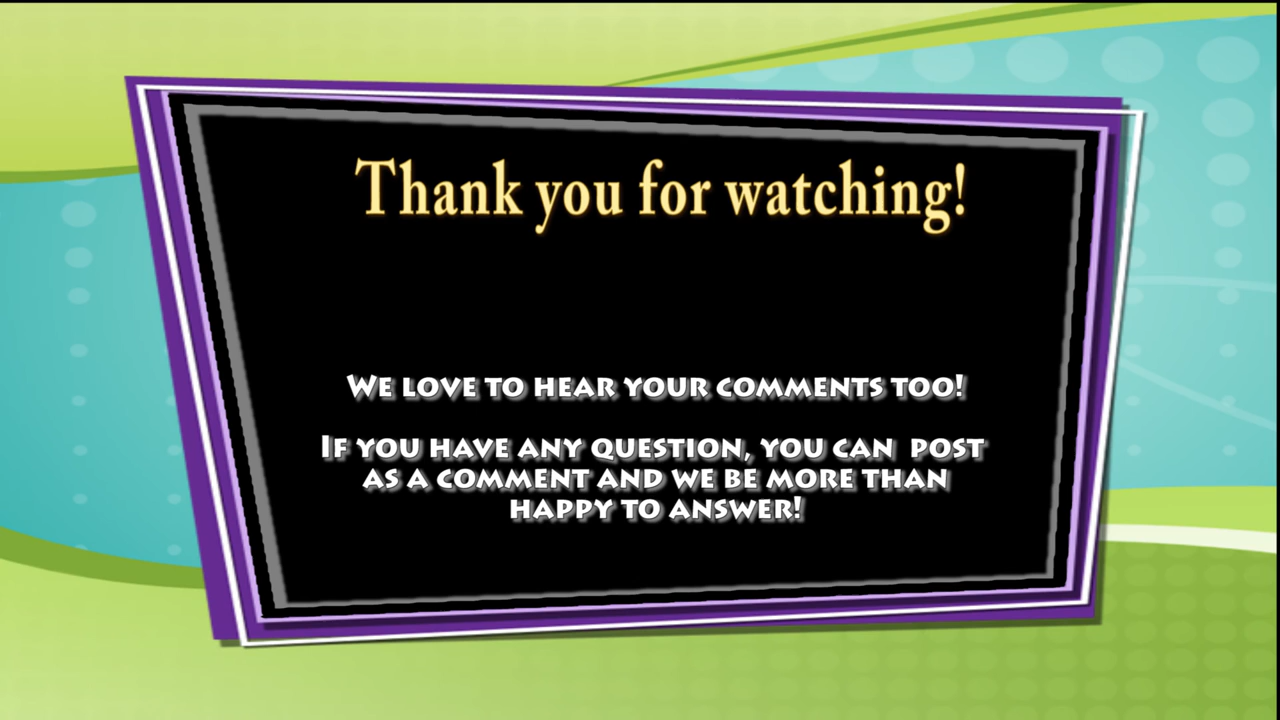 Thank you for watching!
We love to hear your comments too!
If you have any question, you can post
as a comment and we be more than
happy to answer!